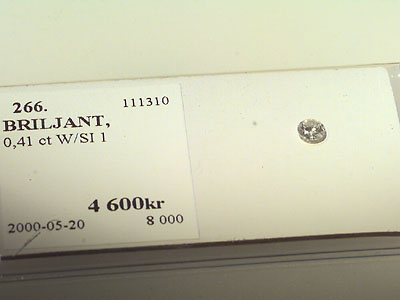 266. 111310
BRILJANT,
0,41 ct W/SI 1
4 600kr
2000-05-20 8 000